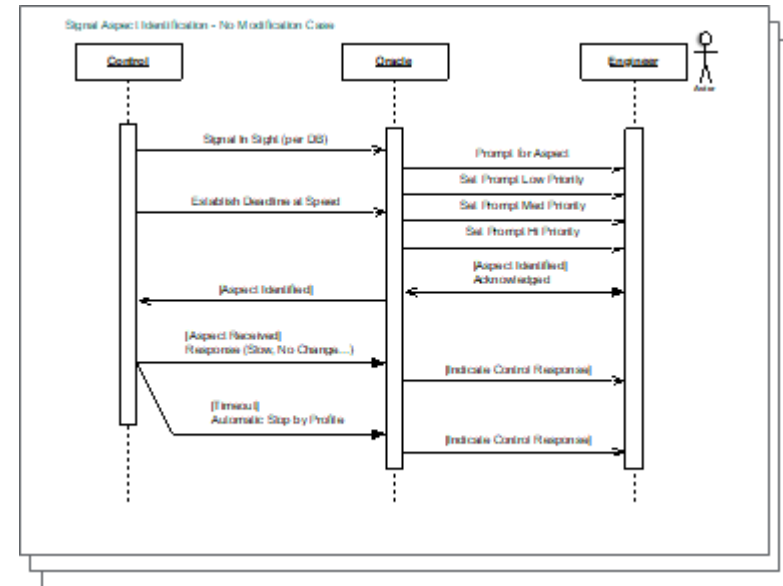 Signal Aspect Identification - No Modification Case
Control
Oracle
Engineer
Actor
Signal In Sight (per DB)
Prompt for Aspect
Set Prompt Low Priority
Establish Deadline at Speed
Set Prompt Med Priority
Set Prompt Hi Priority
[Aspect Identified]
Acknowledged
[Aspect Identified]
[Aspect Received]
Response (Slow, No Change...)
[Indicate Control Response]
[Timeout]
Automatic Stop by Profile
[Indicate Control Response]